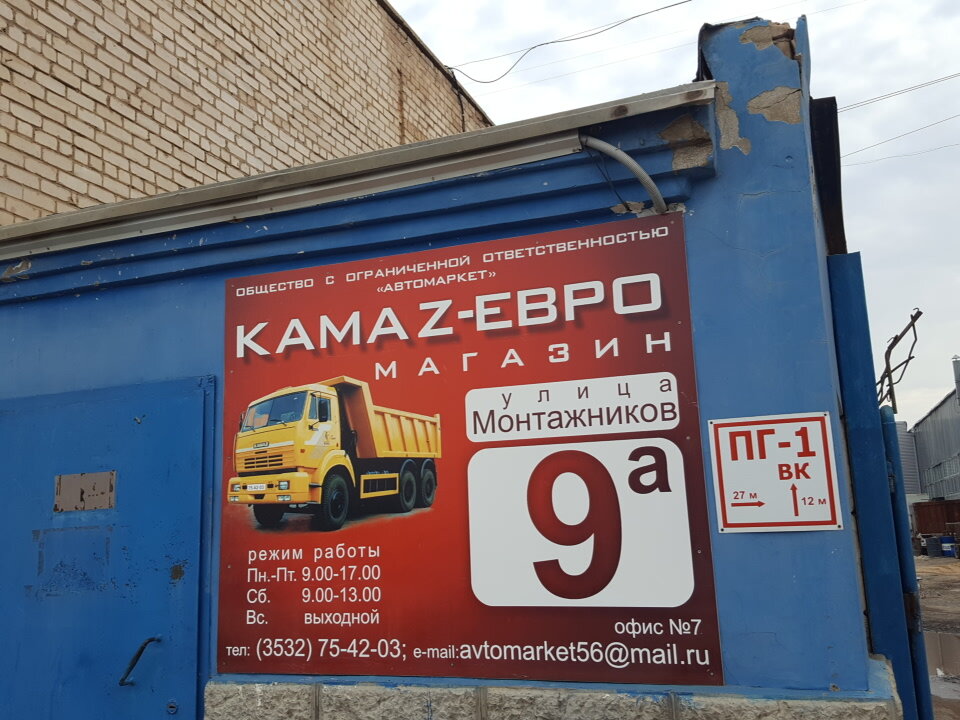 ОБЩЕСТВО С ОГРАНИЧЕННОЙ ОТВЕТСТВЕННОСТЬЮ
«АВТОМАРКЕТ»
KAMAZ-ЕВРО
МАГАЗИН
улица
Монтажников
9а
режим работы
Пн.-Пт. 9.00-17.00
Сб. 9.00-13.00
Вс. выходной
офис №7
тел: (3532) 75-42-03; e-mail:avtomarket56@mail.ru
ПГ-1
ВК
27 м
12 м